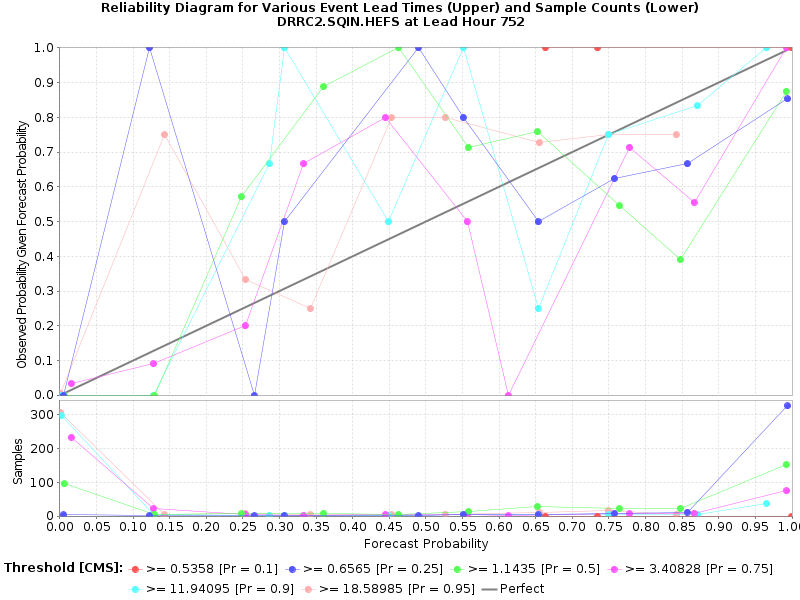 Reliability Diagram for Various Event Lead Times (Upper) and Sample Counts (Lower)
DRRC2.SQIN.HEFS at Lead Hour 752
Observed Probability Given Forecast Probability
1.0
0.9
0.8
0.7
0.6
0.5
0.4
0.3
0.2
0.1
0.0
Samples
300
200
100
0
0.00 0.05 0.10 0.15 0.20 0.25 0.30 0.35 0.40 0.45 0.50 0.55 0.60 0.65 0.70 0.75 0.80 0.85 0.90 0.95 1.0
Forecast Probability
Threshold [CMS]: >= 0.5358 [Pr = 0.1] >= 0.6565 [Pr = 0.25] >= 1.1435 [Pr = 0.5] >= 3.40828 [Pr = 0.75]
>= 11.94095 [Pr = 0.9] >= 18.58985 [Pr = 0.95] Perfect